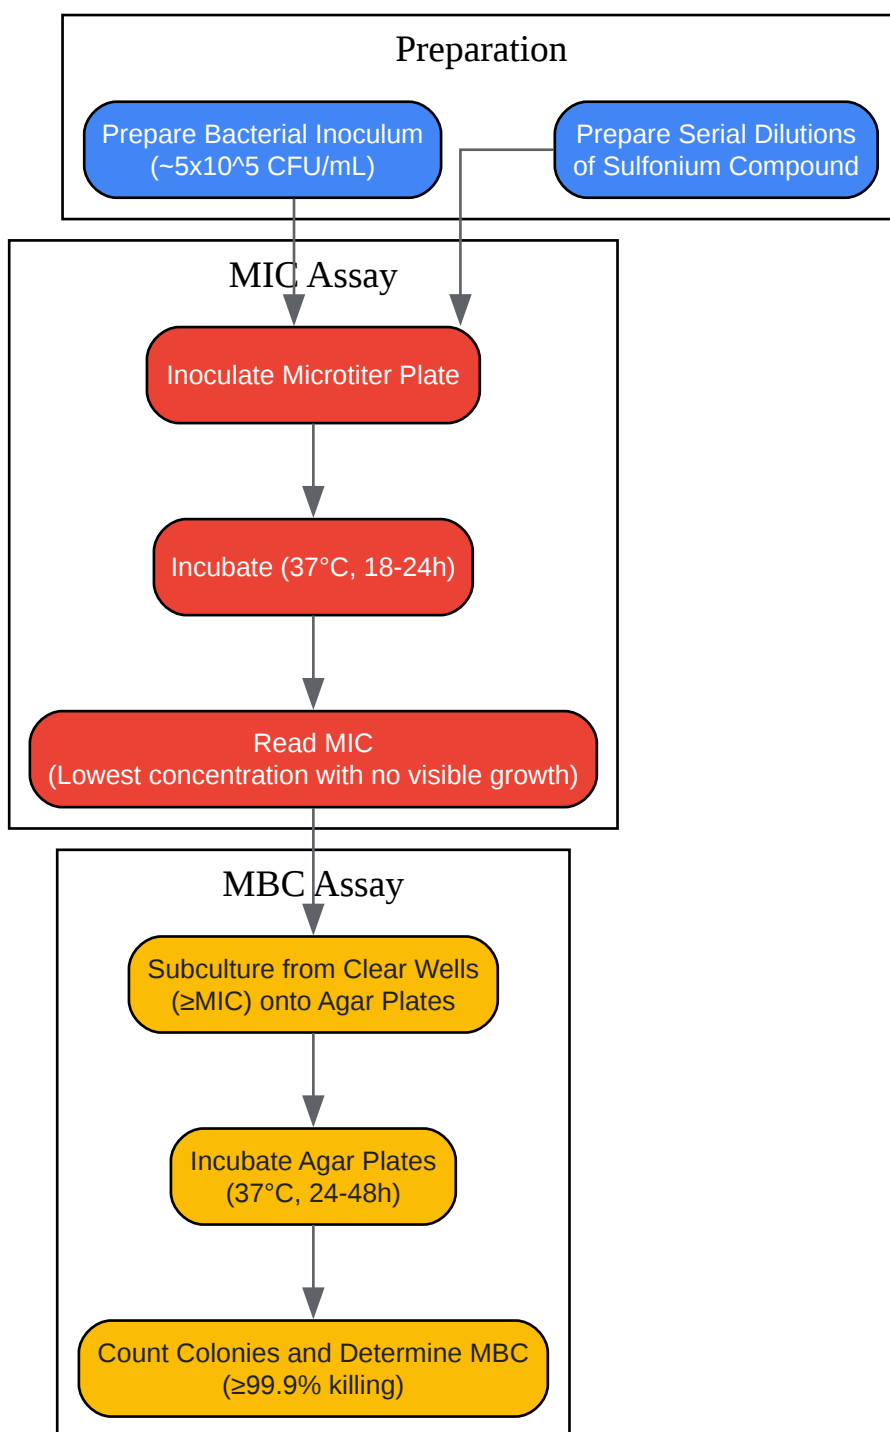 Preparation
Prepare Bacterial Inoculum
(~5x10^5 CFU/mL)
Prepare Serial Dilutions
of Sulfonium Compound
MIC Assay
Inoculate Microtiter Plate
Incubate (37°C, 18-24h)
Read MIC
(Lowest concentration with no visible growth)
MBC Assay
Subculture from Clear Wells
(≥MIC) onto Agar Plates
Incubate Agar Plates
(37°C, 24-48h)
Count Colonies and Determine MBC
(≥99.9% killing)